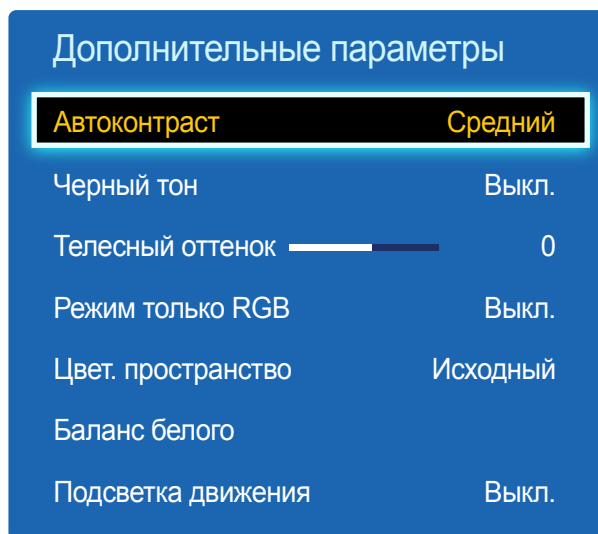 Дополнительные параметры
Автоконтраст Средний
Черный тон Выкл.
Телесный оттенок 0
Режим только RGB Выкл.
Цвет. пространство Исходный
Баланс белого
Подсветка движения Выкл.